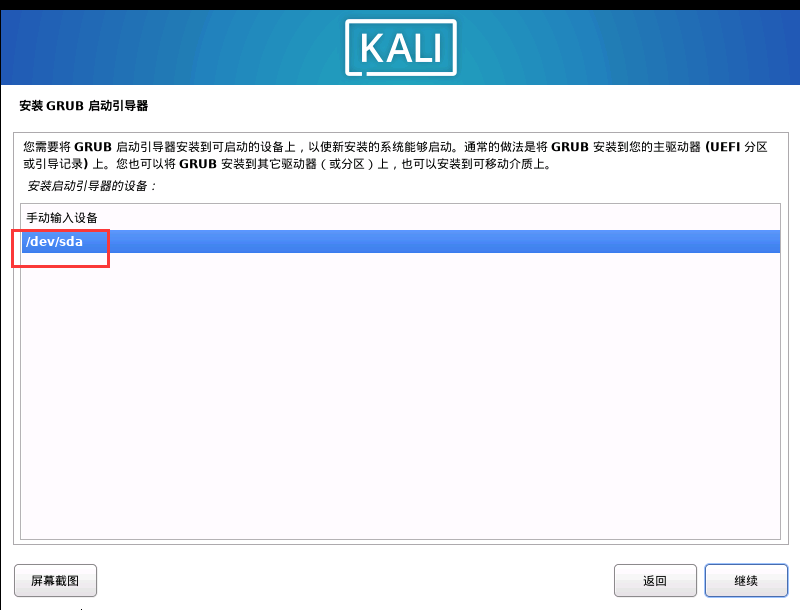 KALI
安装 GRUB 启动引导器
您需要将 GRUB 启动引导器安装到可启动的设备上，以使新安装的系统能够启动。通常的做法是将 GRUB 安装到您的主驱动器 (UEFI 分区
或引导记录) 上。您也可以将 GRUB 安装到其它驱动器（或分区）上，也可以安装到可移动介质上。
安装启动引导器的设备：
手动输入设备
/dev/sda
屏幕截图
返回
继续